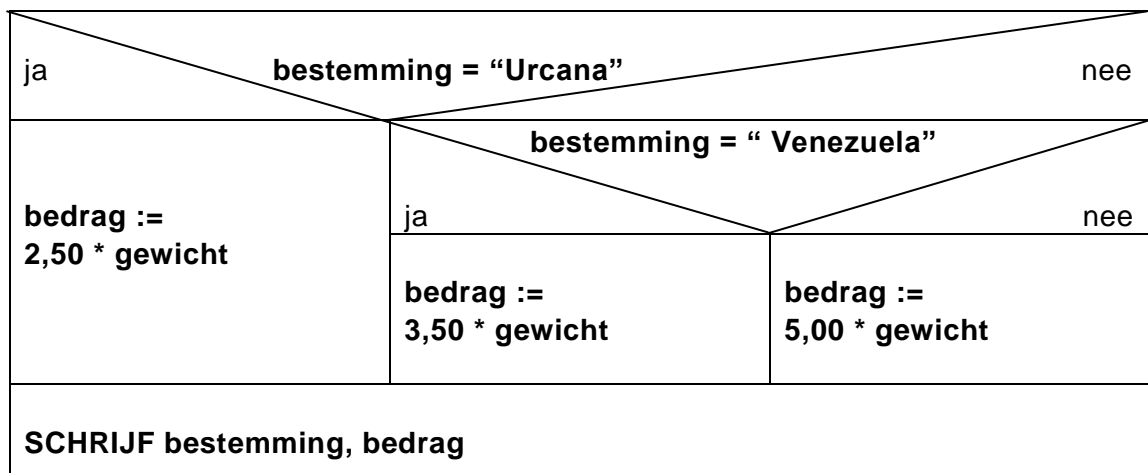 ja bestemming = “Urcana” nee
bestemming = “ Venezuela”
ja nee
bedrag :=
2,50 * gewicht
bedrag :=
3,50 * gewicht
bedrag :=
5,00 * gewicht
SCHRIJF bestemming, bedrag